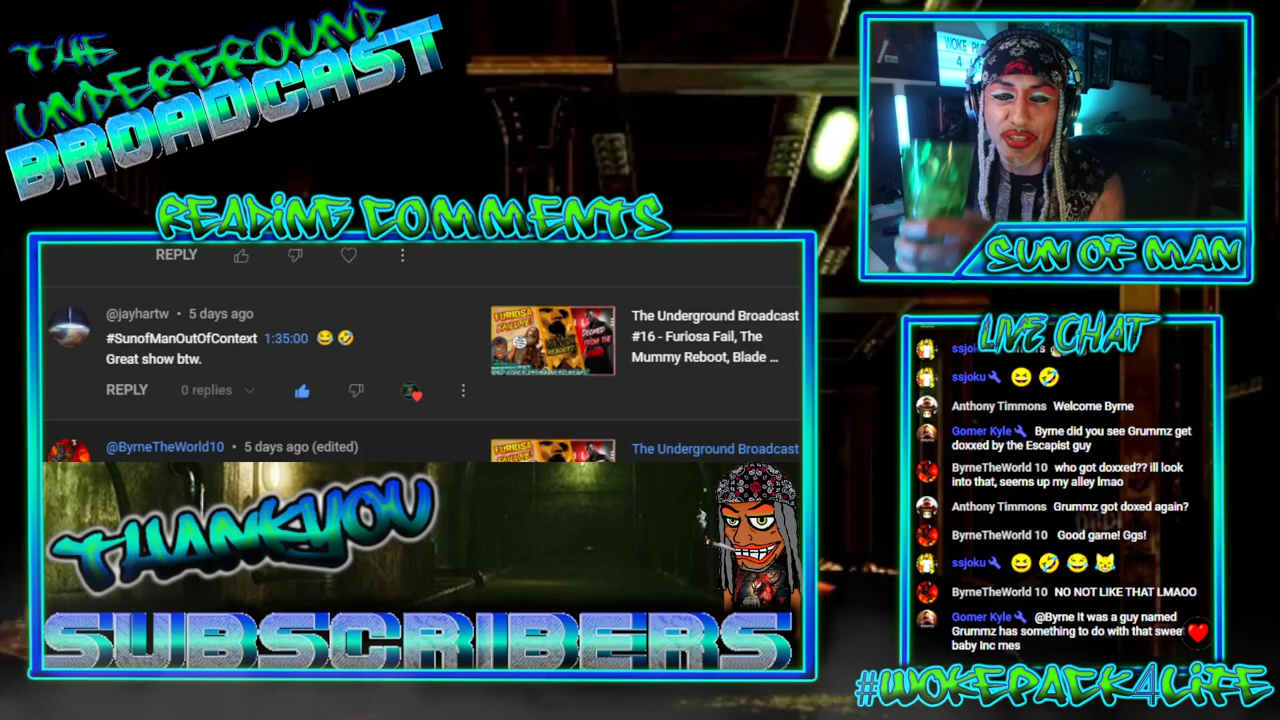 THE
UNDERGROUND
BROADCAST
READING COMMENTS
REPLY
@jayhartw • 5 days ago
#SunofManOutOfContext 1:35:00 😂 🤣
Great show btw.
REPLY 0 replies
The Underground Broadcast
#16 - Furiosa Fail, The
Mummy Reboot, Blade ...
FURIOSA
@ByrneTheWorld10 • 5 days ago (edited)
The Underground Broadcast
FURIOSA
THANKYOU
SUBSCRIBERS
WOKE
4
SUN OF MAN
LIVE CHAT
ssjoku 😆 🤣
Anthony Timmons Welcome Byrne
Gomer Kyle Byrne did you see Grummz get
doxxed by the Escapist guy
ByrneTheWorld 10 who got doxxed?? ill look
into that, seems up my alley lmao
Anthony Timmons Grummz got doxed again?
ByrneTheWorld 10 Good game! Ggs!
ssjoku 😆 🤣 😂 😹
ByrneTheWorld 10 NO NOT LIKE THAT LMAOO
Gomer Kyle @Byrne It was a guy named
Grummz has something to do with that sweet
baby Inc mes
#WOKEPACK4LIFE